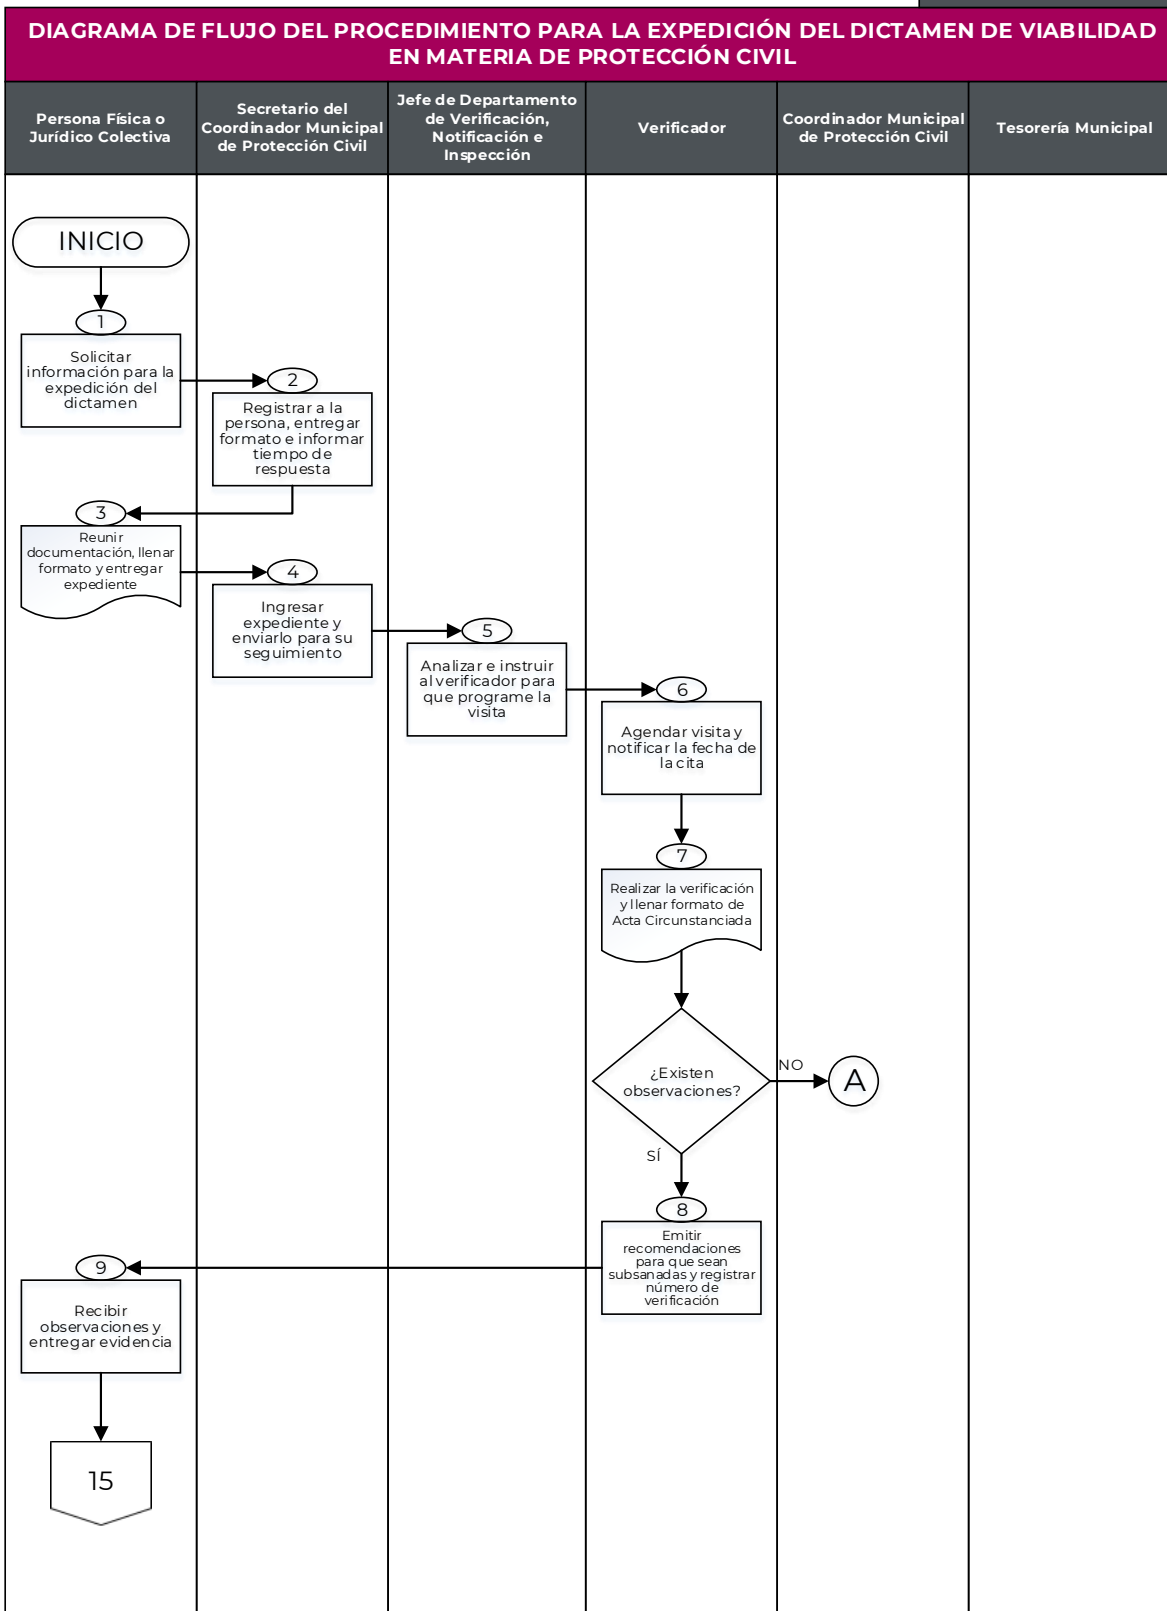 DIAGRAMA DE FLUJO DEL PROCEDIMIENTO PARA LA EXPEDICIÓN DEL DICTAMEN DE VIABILIDAD
EN MATERIA DE PROTECCIÓN CIVIL
Persona Física o
Jurídico Colectiva
Secretario del
Coordinador Municipal
de Protección Civil
Jefe de Departamento
de Verificación,
Notificación e
Inspección
Verificador
Coordinador Municipal
de Protección Civil
Tesorería Municipal
INICIO
1
Solicitar
información para la
expedición del
dictamen
2
Registrar a la
persona, entregar
formato e informar
tiempo de
respuesta
3
Reunir
documentación, llenar
formato y entregar
expediente
4
Ingresar
expediente y
enviarlo para su
seguimiento
5
Analizar e instruir
al verificador para
que programe la
visita
6
Agendar visita y
notificar la fecha de
la cita
7
Realizar la verificación
y llenar formato de
Acta Circunstanciada
¿Existen
observaciones?
NO
A
SÍ
8
Emitir
recomendaciones
para que sean
subsanadas y registrar
número de
verificación
9
Recibir
observaciones y
entregar evidencia
15